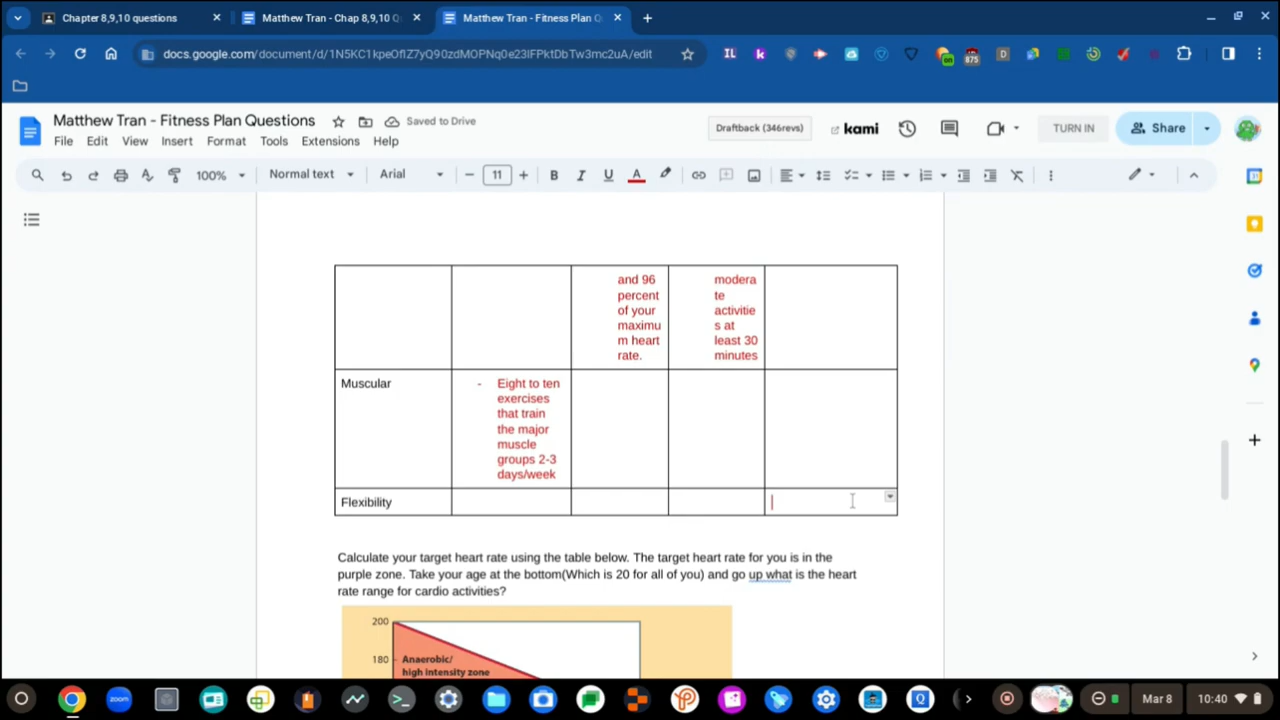 Chapter 8,9,10 questions
Matthew Tran - Chap 8,9,10 Q
Matthew Tran - Fitness Plan Q
docs.google.com/document/d/1N5KC1kpeOfIZ7yQ90zdMOPNq0e23IFPktDbTw3mc2uA/edit
Matthew Tran - Fitness Plan Questions
Saved to Drive
File Edit View Insert Format Tools Extensions Help
Draftback (346revs)
kami
TURN IN
Share
100%
Normal text
Arial
11
B I U A
and 96
percent
of your
maximu
m heart
rate.
modera
te
activitie
s at
least 30
minutes
Muscular
- Eight to ten
exercises
that train
the major
muscle
groups 2-3
days/week
Flexibility
Calculate your target heart rate using the table below. The target heart rate for you is in the
purple zone. Take your age at the bottom(Which is 20 for all of you) and go up what is the heart
rate range for cardio activities?
200
180
Anaerobic/
high intensity zone
zoom
Mar 8
10:40